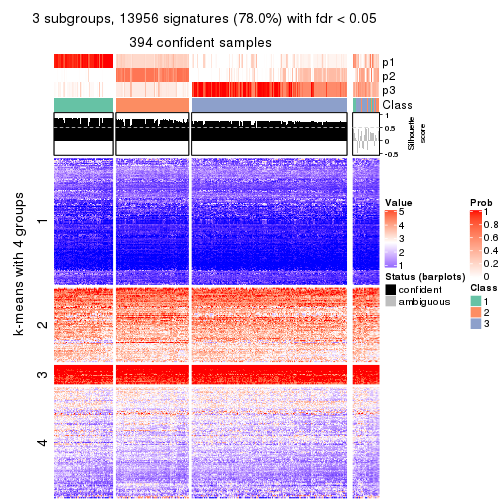 3 subgroups, 13956 signatures (78.0%) with fdr < 0.05
394 confident samples
p1
p2
p3
Class
1
0.5
0
-0.5
Silhouette
score
k-means with 4 groups
1
2
3
4
Value
5
4
3
2
1
Status (barplots)
confident
ambiguous
Prob
1
0.8
0.6
0.4
0.2
0
Class
1
2
3